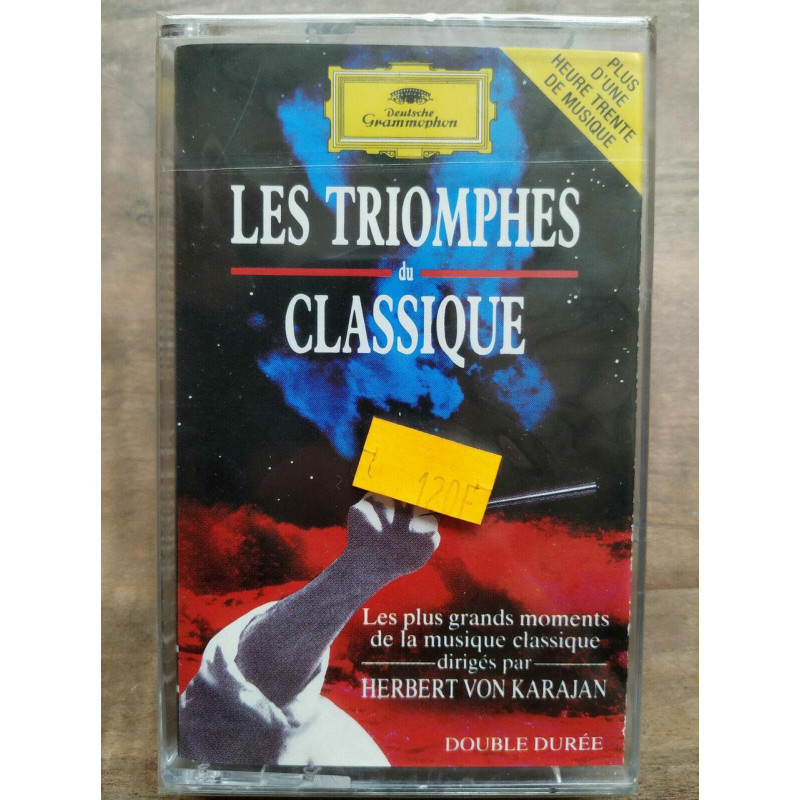 PLUS
D'UNE
HEURE TRENTE
DE MUSIQUE
Deutsche
Grammophon
LES TRIOMPHES
du
CLASSIQUE
120F
Les plus grands moments
de la musique classique
dirigés par
HERBERT VON KARAJAN
DOUBLE DURÉE